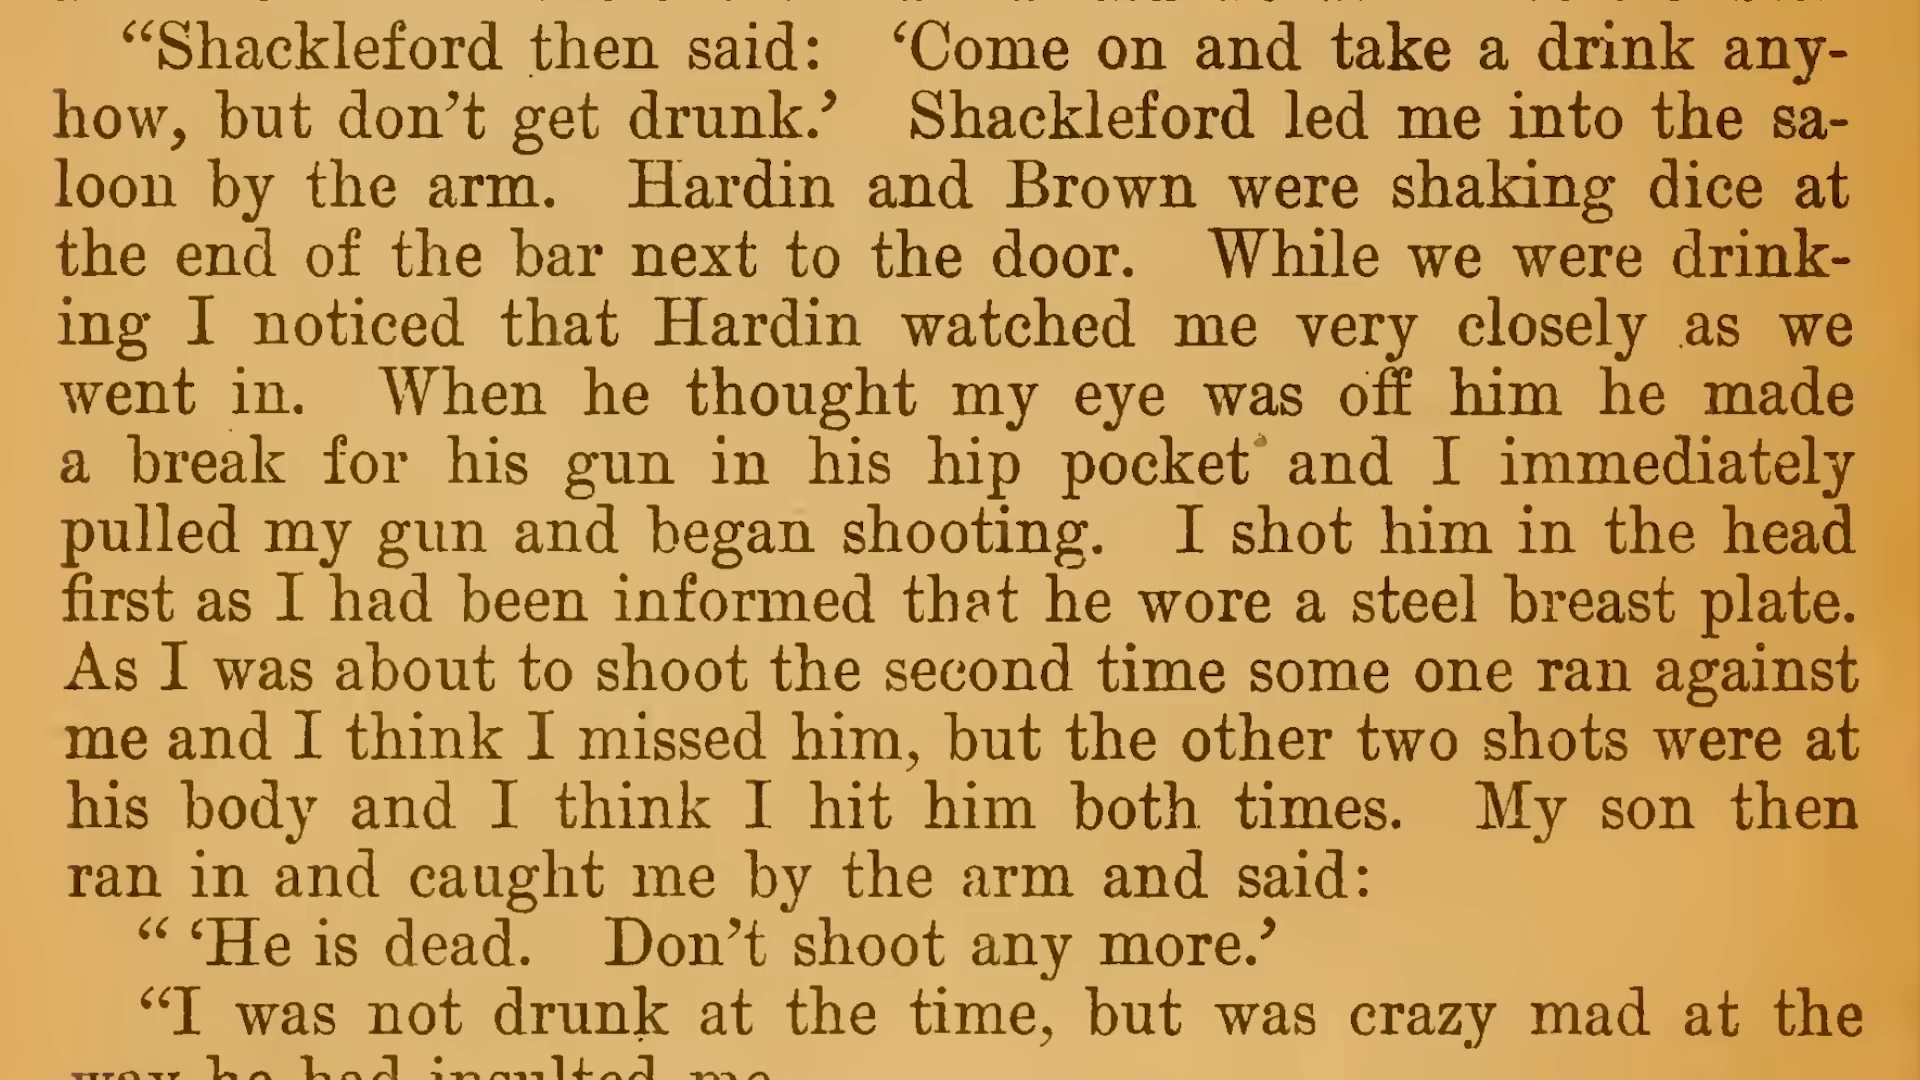 “Shackleford then said: ‘Come on and take a drink any-
how, but don’t get drunk.’ Shackleford led me into the sa-
loon by the arm. Hardin and Brown were shaking dice at
the end of the bar next to the door. While we were drink-
ing I noticed that Hardin watched me very closely as we
went in. When he thought my eye was off him he made
a break for his gun in his hip pocket and I immediately
pulled my gun and began shooting. I shot him in the head
first as I had been informed that he wore a steel breast plate.
As I was about to shoot the second time some one ran against
me and I think I missed him, but the other two shots were at
his body and I think I hit him both times. My son then
ran in and caught me by the arm and said:
“ ‘He is dead. Don’t shoot any more.’
“I was not drunk at the time, but was crazy mad at the
way he had insulted me